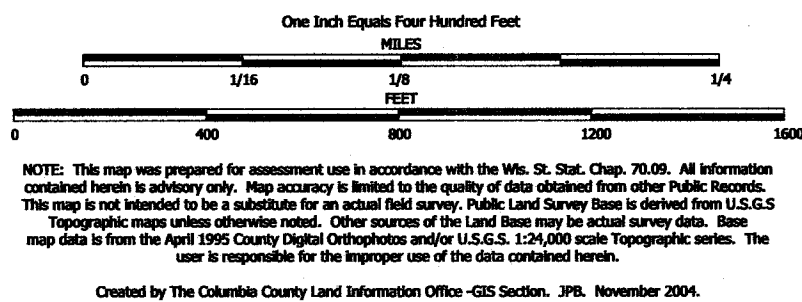 One Inch Equals Four Hundred Feet
MILES
0 1/16 1/8 1/4
FEET
0 400 800 1200 1600
NOTE: This map was prepared for assessment use in accordance with the Wis. St. Stat. Chap. 70.09. All information
contained herein is advisory only. Map accuracy is limited to the quality of data obtained from other Public Records.
This map is not intended to be a substitute for an actual field survey. Public Land Survey Base is derived from U.S.G.S
Topographic maps unless otherwise noted. Other sources of the Land Base may be actual survey data. Base
map data is from the April 1995 County Digital Orthophotos and/or U.S.G.S. 1:24,000 scale Topographic series. The
user is responsible for the improper use of the data contained herein.
Created by The Columbia County Land Information Office -GIS Section. JPB. November 2004.